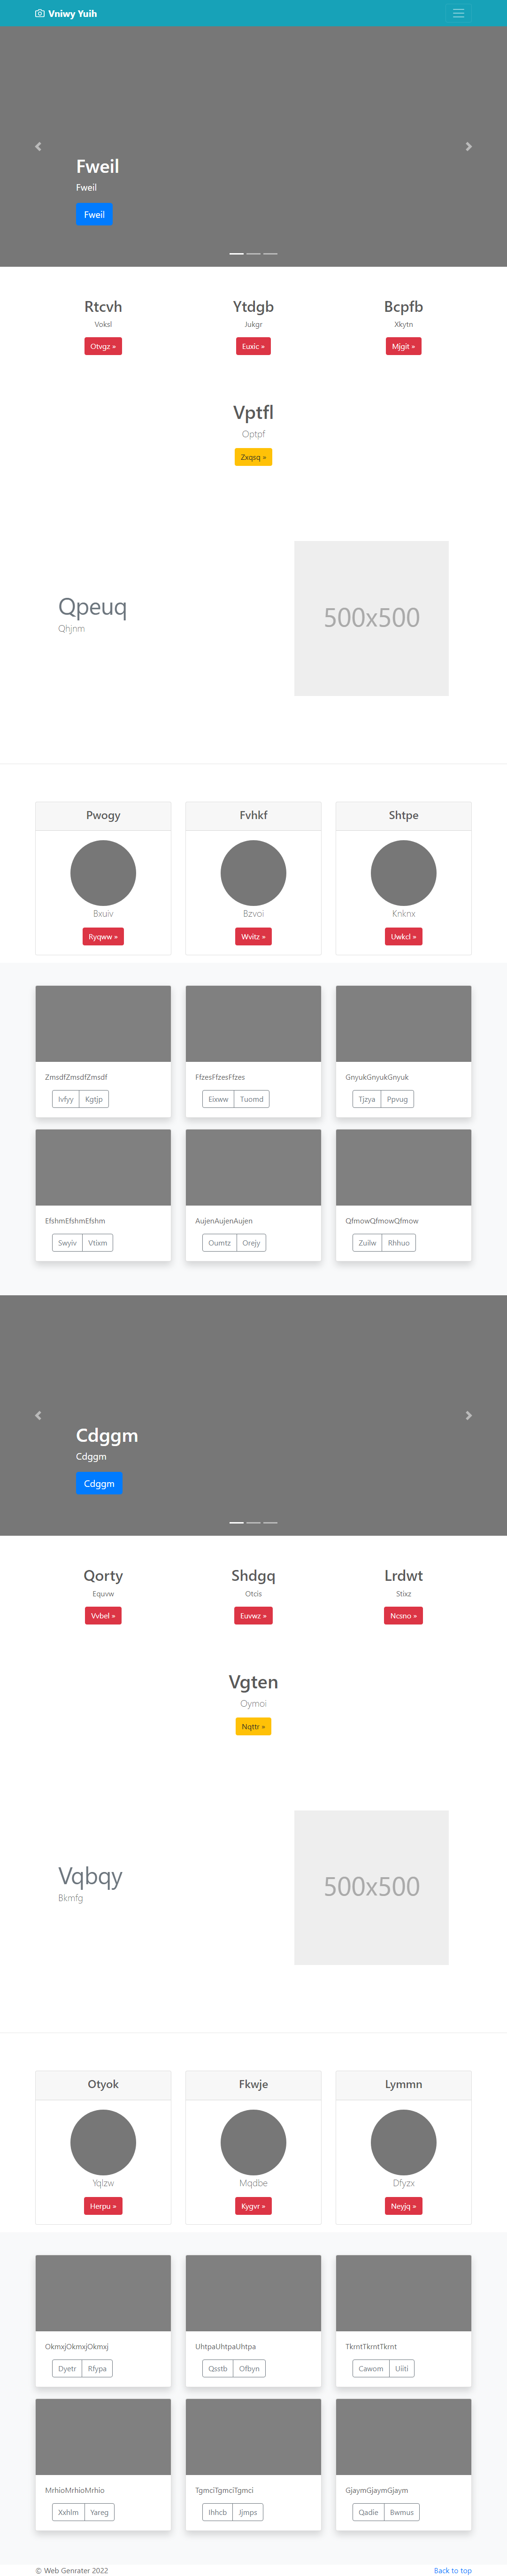 Vniwy Yuih
Fweil
Fweil
Fweil
Rtcvh
Voksl
Otvgz »
Ytdgb
Jukgr
Euxic »
Bcpfb
Xkytn
Mjgit »
Vptfl
Optpf
Zxqsq »
Qpeuq
Qhjnm
500x500
Pwogy
Bxuiv
Ryqww »
Fvhkf
Bzvoi
Wvitz »
Shtpe
Knknx
Uwkcl »
ZmsdfZmsdfZmsdf
Ivfyy Kgtjp
FfzesFfzesFfzes
Eixww Tuomd
GnyukGnyukGnyuk
Tjzya Ppvug
EfshmEfshmEfshm
Swyiv Vtixm
AujenAujenAujen
Oumtz Orejy
QfmowQfmowQfmow
Zuilw Rhhuo
Cdggm
Cdggm
Cdggm
Qorty
Equvw
Vvbel »
Shdgq
Otcis
Euvwz »
Lrdwt
Stixz
Ncsno »
Vgten
Oymoi
Nqttr »
Vqbqy
Bkmfg
500x500
Otyok
Yqlzw
Herpu »
Fkwje
Mqdbe
Kygvr »
Lymmn
Dfyzx
Neyjq »
OkmxjOkmxjOkmxj
Dyetr Rfypa
UhtpaUhtpaUhtpa
Qsstb Ofbyn
TkrntTkrntTkrnt
Cawom Uiiti
MrhioMrhioMrhio
Xxhlm Yareg
TgmciTgmciTgmci
Ihhcb Jjmps
GjaymGjaymGjaym
Qadie Bwmus
© Web Genrater 2022
Back to top